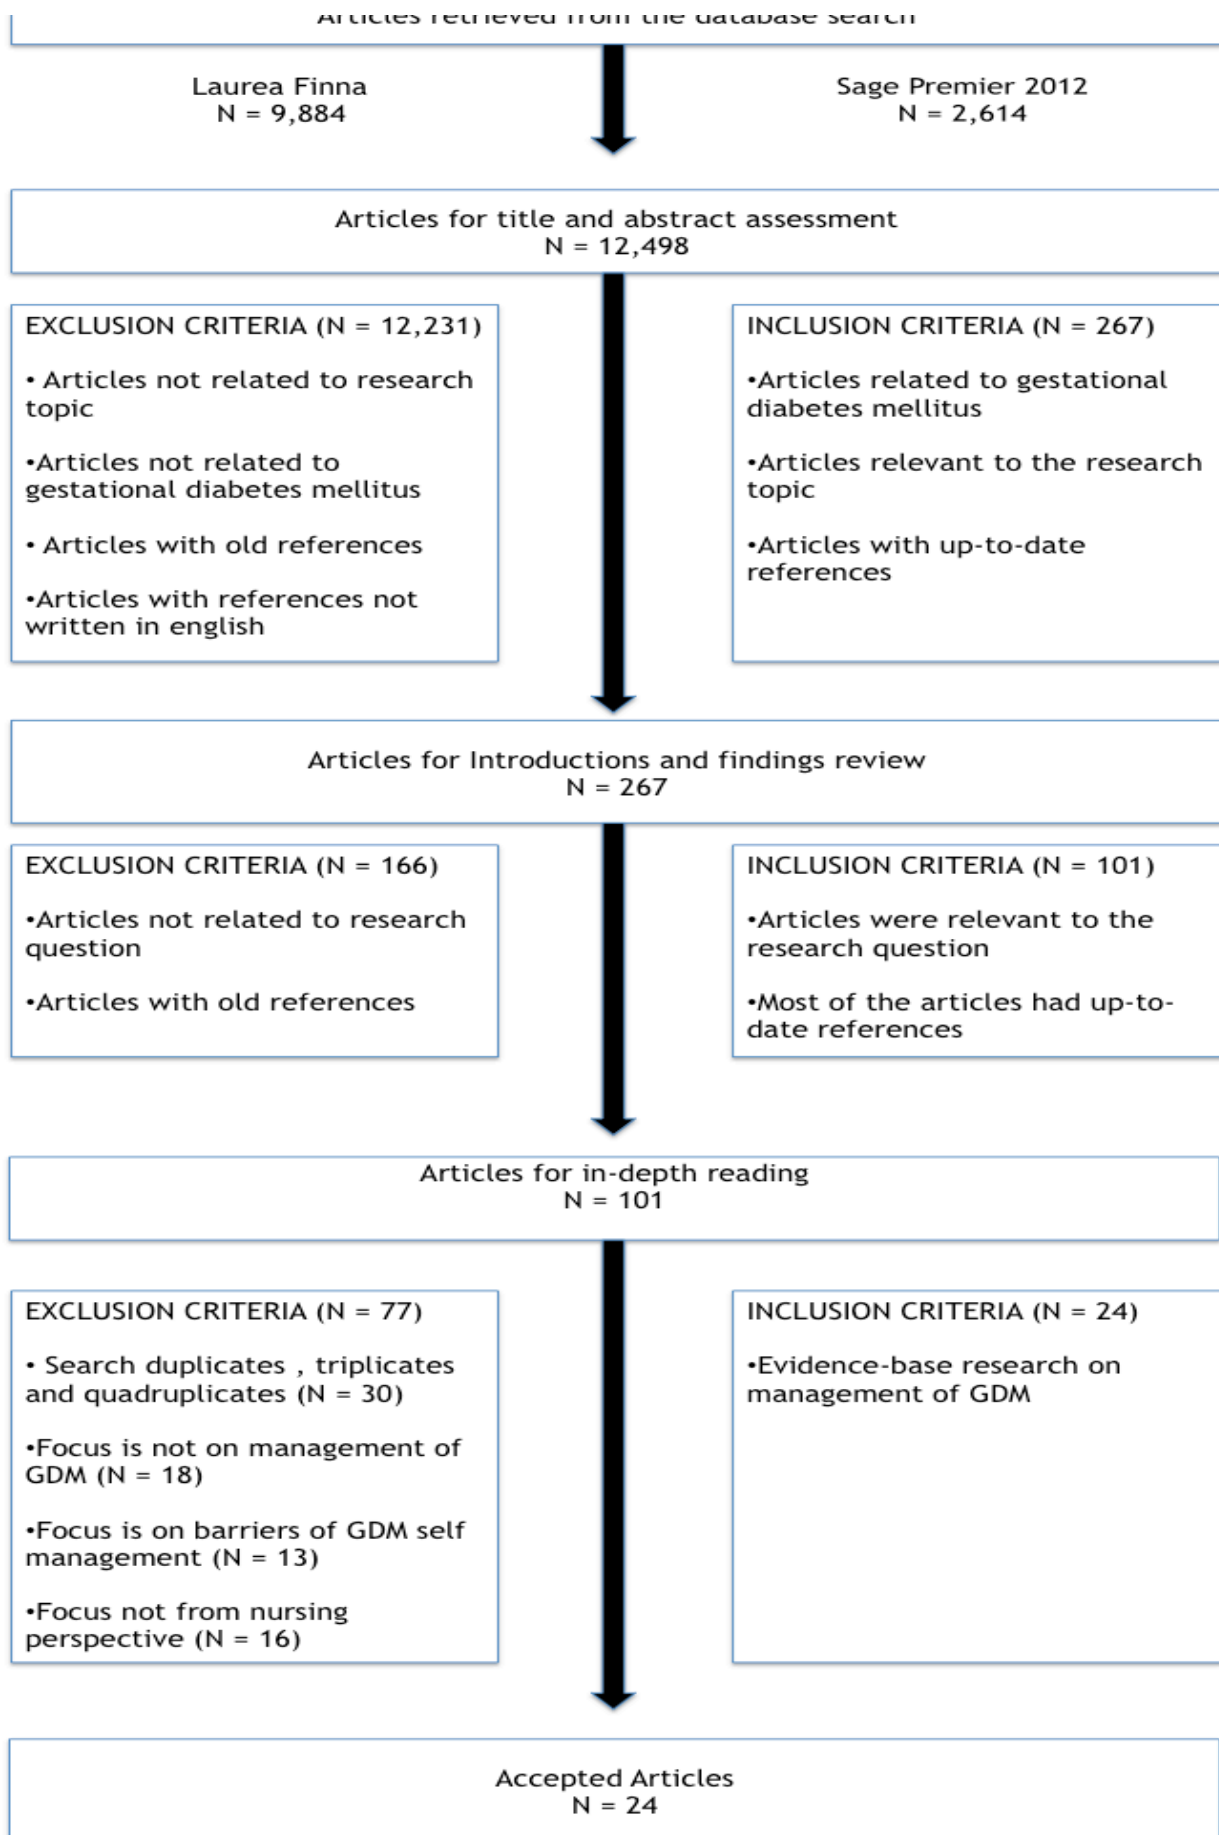 Articles retrieved from the database search
Laurea Finna
N = 9,884
Sage Premier 2012
N = 2,614
Articles for title and abstract assessment
N = 12,498
EXCLUSION CRITERIA (N = 12,231)
• Articles not related to research
topic
•Articles not related to
gestational diabetes mellitus
• Articles with old references
•Articles with references not
written in english
INCLUSION CRITERIA (N = 267)
•Articles related to gestational
diabetes mellitus
•Articles relevant to the research
topic
•Articles with up-to-date
references
Articles for Introductions and findings review
N = 267
EXCLUSION CRITERIA (N = 166)
•Articles not related to research
question
•Articles with old references
INCLUSION CRITERIA (N = 101)
•Articles were relevant to the
research question
•Most of the articles had up-to-
date references
Articles for in-depth reading
N = 101
EXCLUSION CRITERIA (N = 77)
• Search duplicates , triplicates
and quadruplicates (N = 30)
•Focus is not on management of
GDM (N = 18)
•Focus is on barriers of GDM self
management (N = 13)
•Focus not from nursing
perspective (N = 16)
INCLUSION CRITERIA (N = 24)
•Evidence-base research on
management of GDM
Accepted Articles
N = 24